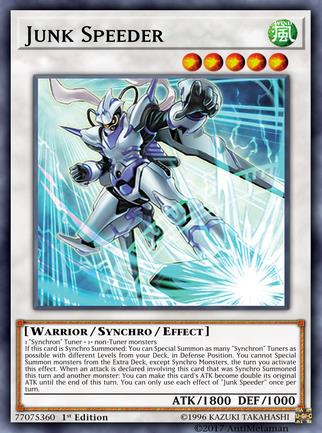 Junk Speeder
WIND
風
[Warrior/Synchro/Effect]
1 "Synchron" Tuner + 1+ non-Tuner monsters
If this card is Synchro Summoned: You can Special Summon as many "Synchron" Tuners as
possible with different Levels from your Deck, in Defense Position. You cannot Special
Summon monsters from the Extra Deck, except Synchro Monsters, the turn you activate
this effect. When an attack is declared involving this card that was Synchro Summoned
this turn and another monster: You can make this card's ATK become double its original
ATK until the end of this turn. You can only use each effect of "Junk Speeder" once per
turn.
ATK/1800 DEF/1000
77075360 1st Edition ©1996 KAZUKI TAKAHASHI
©2017 AntiMetaman